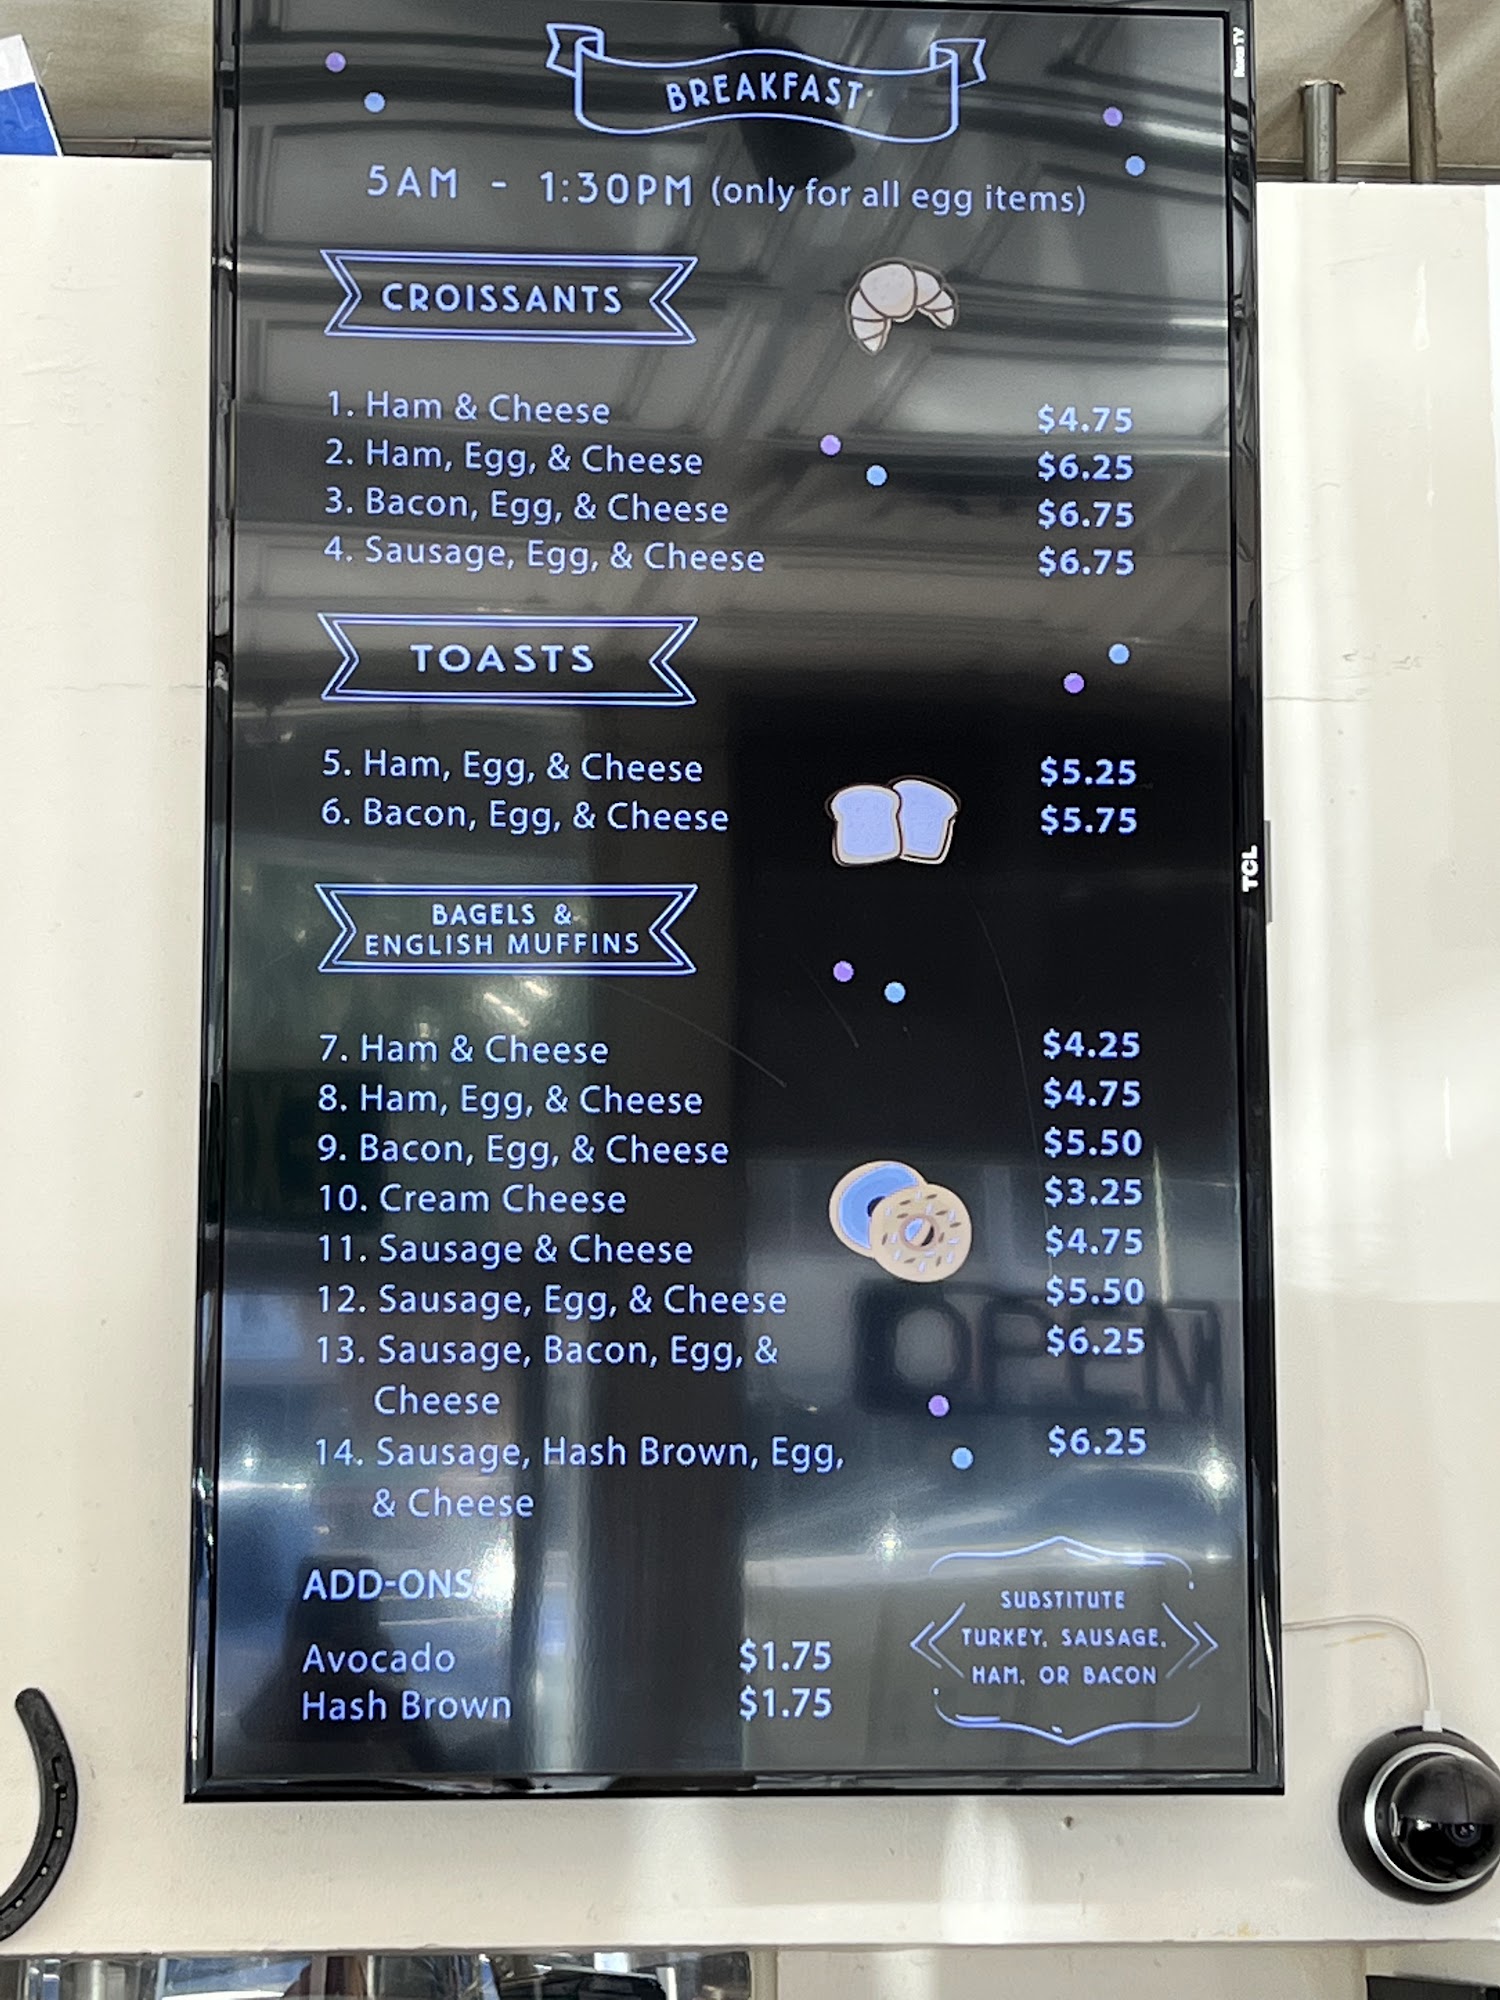 BREAKFAST
5AM - 1:30PM (only for all egg items)
CROISSANTS
1. Ham & Cheese $4.75
2. Ham, Egg, & Cheese $6.25
3. Bacon, Egg, & Cheese $6.75
4. Sausage, Egg, & Cheese $6.75
TOASTS
5. Ham, Egg, & Cheese $5.25
6. Bacon, Egg, & Cheese $5.75
BAGELS &
ENGLISH MUFFINS
7. Ham & Cheese $4.25
8. Ham, Egg, & Cheese $4.75
9. Bacon, Egg, & Cheese $5.50
10. Cream Cheese $3.25
11. Sausage & Cheese $4.75
12. Sausage, Egg, & Cheese $5.50
13. Sausage, Bacon, Egg, & $6.25
Cheese
14. Sausage, Hash Brown, Egg, $6.25
& Cheese
ADD-ONS
Avocado $1.75
Hash Brown $1.75
SUBSTITUTE
TURKEY, SAUSAGE,
HAM, OR BACON
OPEN
TCL
Roku TV